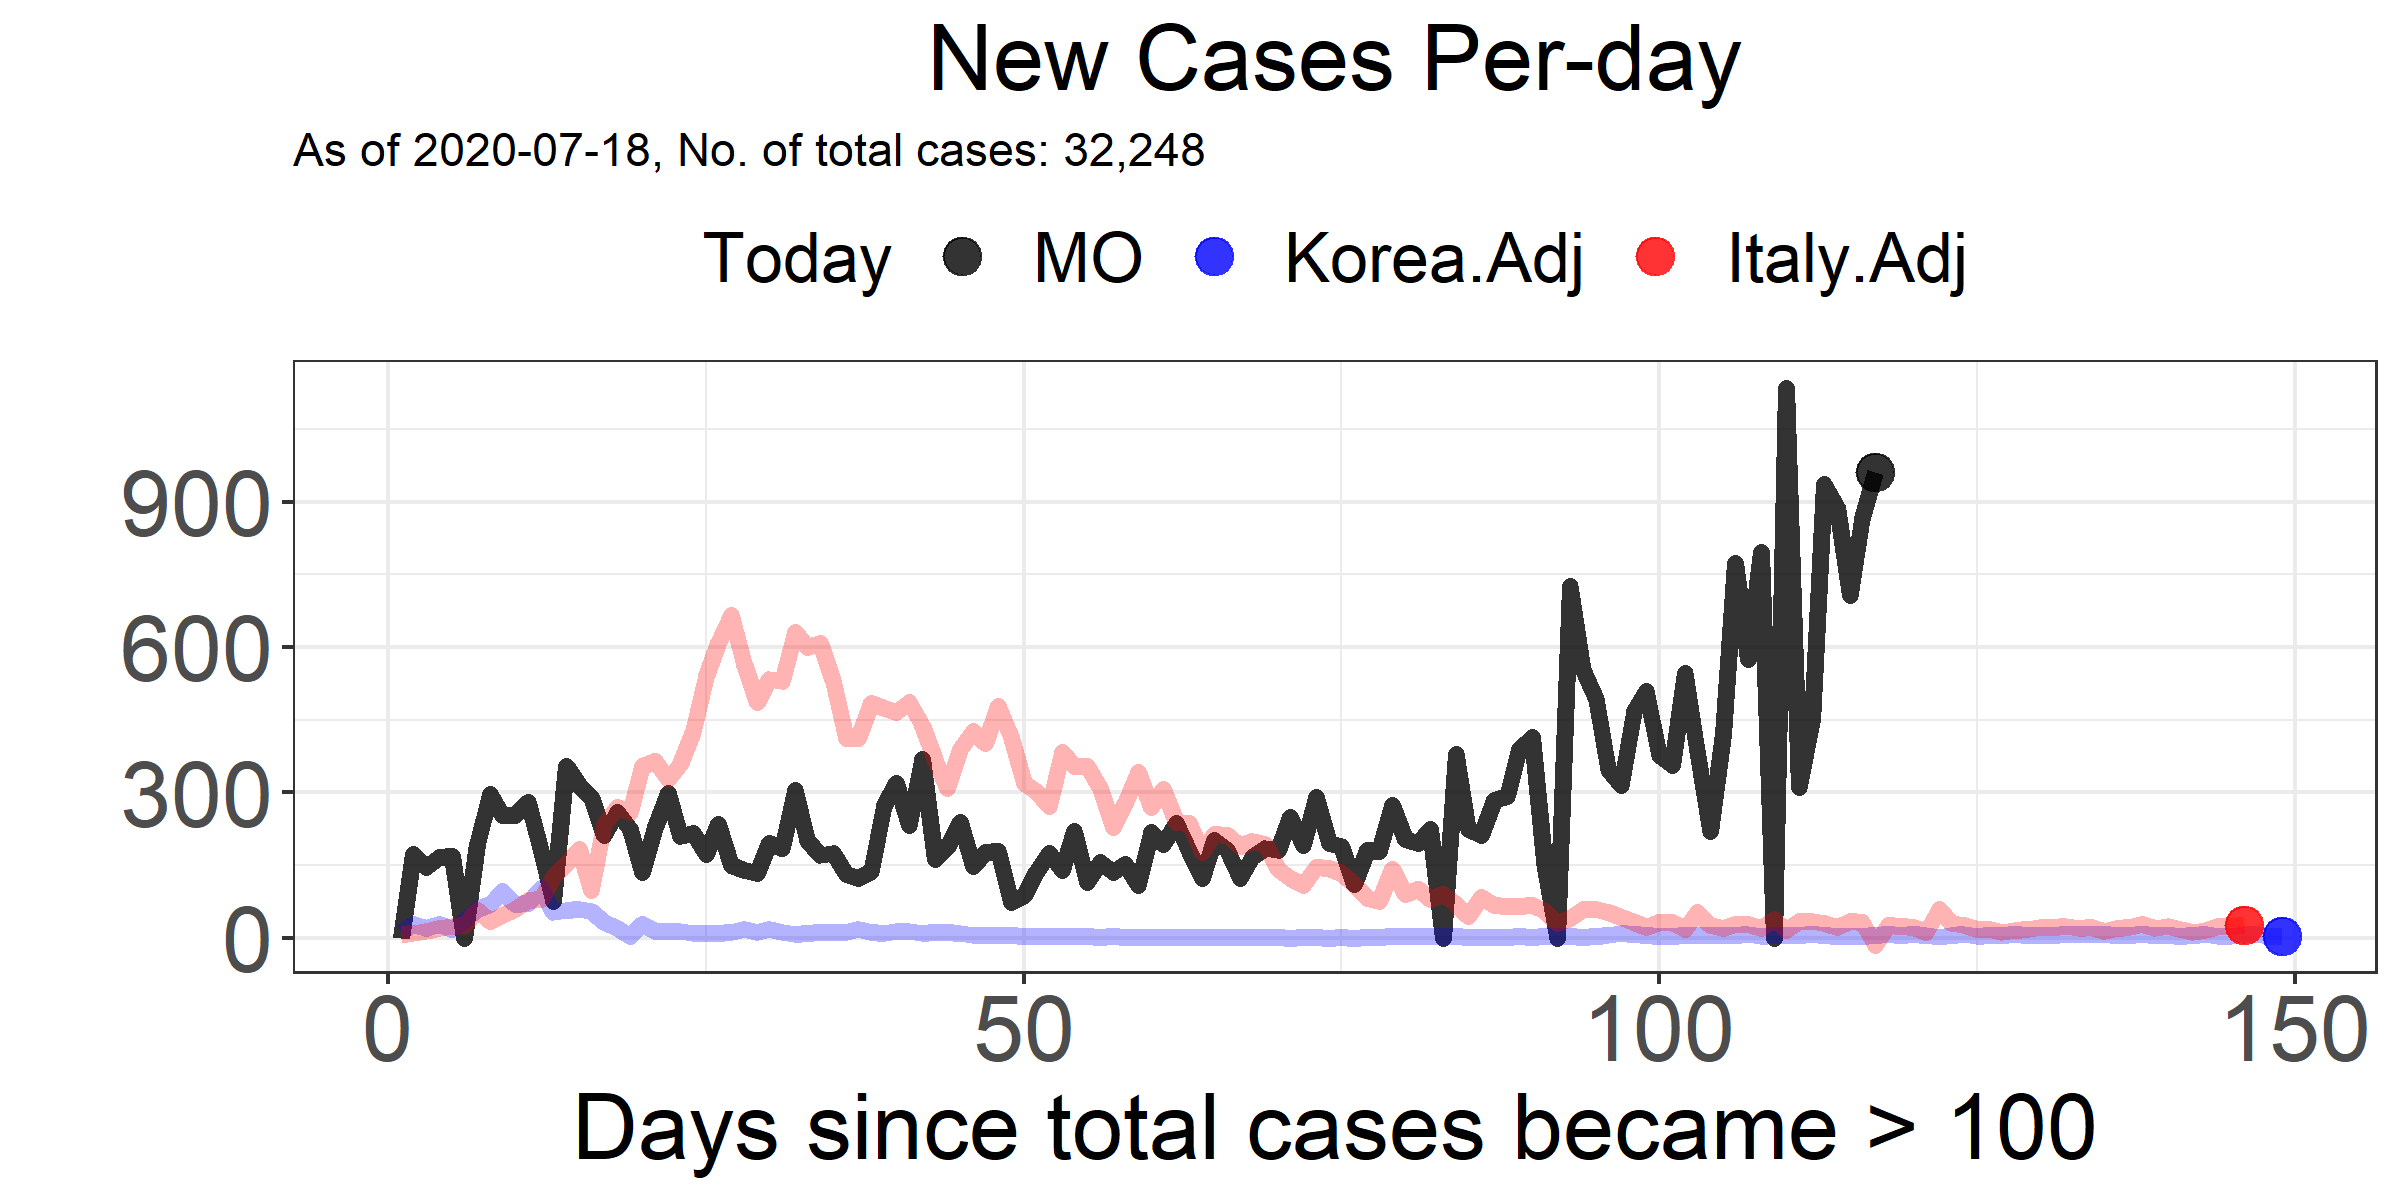 New Cases Per-day
As of 2020-07-18, No. of total cases: 32,248
Today MO Korea.Adj Italy.Adj
900
600
300
0
0 50 100 150
Days since total cases became > 100